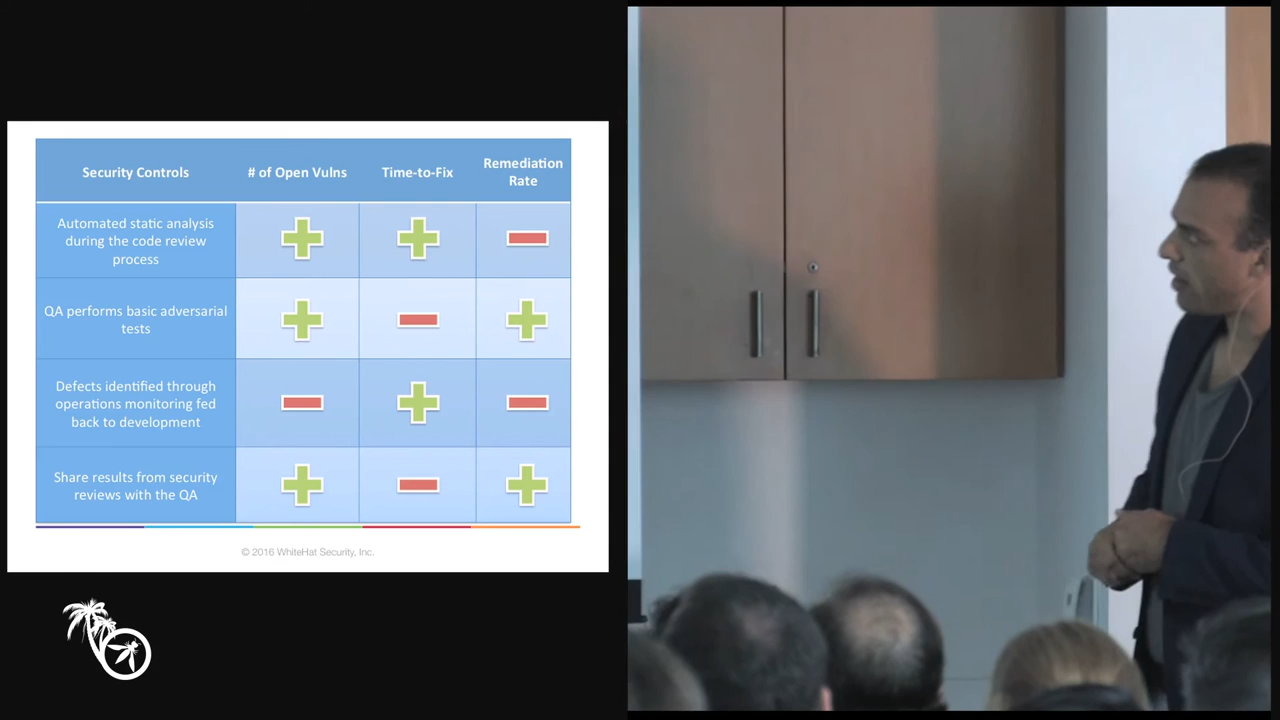 Security Controls
# of Open Vulns
Time-to-Fix
Remediation
Rate
Automated static analysis
during the code review
process
QA performs basic adversarial
tests
Defects identified through
operations monitoring fed
back to development
Share results from security
reviews with the QA
© 2016 WhiteHat Security, Inc.